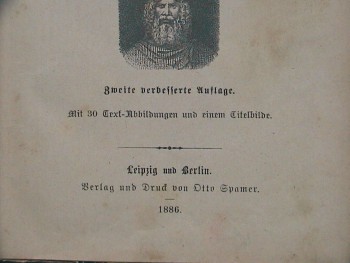 Zweite verbesserte Auflage.
Mit 30 Text-Abbildungen und einem Titelbilde.
Leipzig und Berlin.
Verlag und Druck von Otto Spamer.
1886.